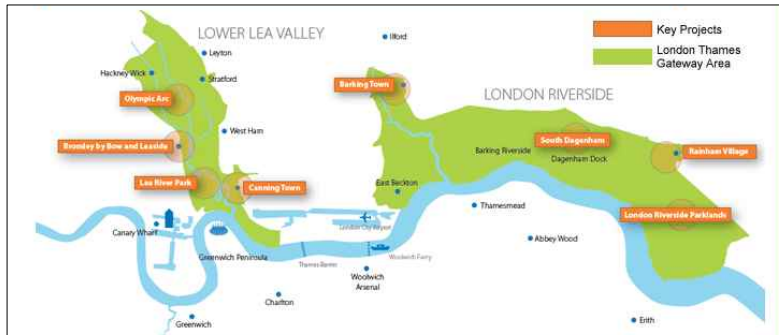 LOWER LEA VALLEY
Ilford
Key Projects
London Thames
Gateway Area
Leyton
Hackney Wick
Stratford
Olympic Arc
Barking Town
LONDON RIVERSIDE
West Ham
Bromley by Bow and Leaside
South Dagenham
Barking Riverside
Dagenham Dock
Rainham Village
Lea River Park
Canning Town
East Beckton
Thamesmead
London Riverside Parklands
London City Airport
Canary Wharf
Abbey Wood
Greenwich Peninsula
Thames Barrier
Woolwich Ferry
Woolwich
Arsenal
Charlton
Greenwich
Erith